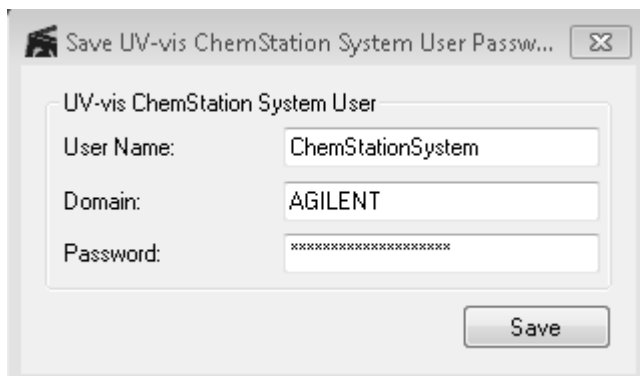 Save UV-vis ChemStation System User Passw...
UV-vis ChemStation System User
User Name: ChemStationSystem
Domain: AGILENT
Password: ********************
Save